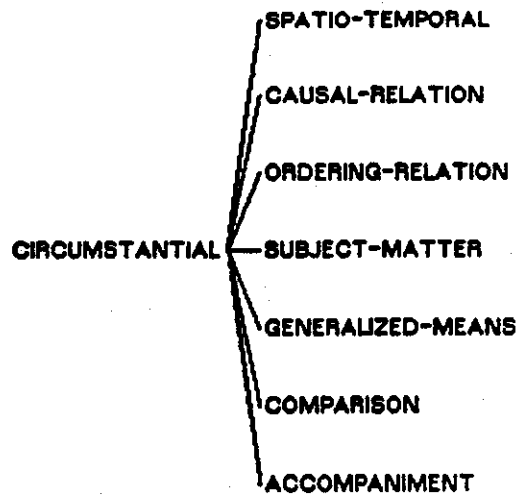 SPATIO-TEMPORAL
CAUSAL-RELATION
ORDERING-RELATION
CIRCUMSTANTIAL
SUBJECT-MATTER
GENERALIZED-MEANS
COMPARISON
ACCOMPANIMENT